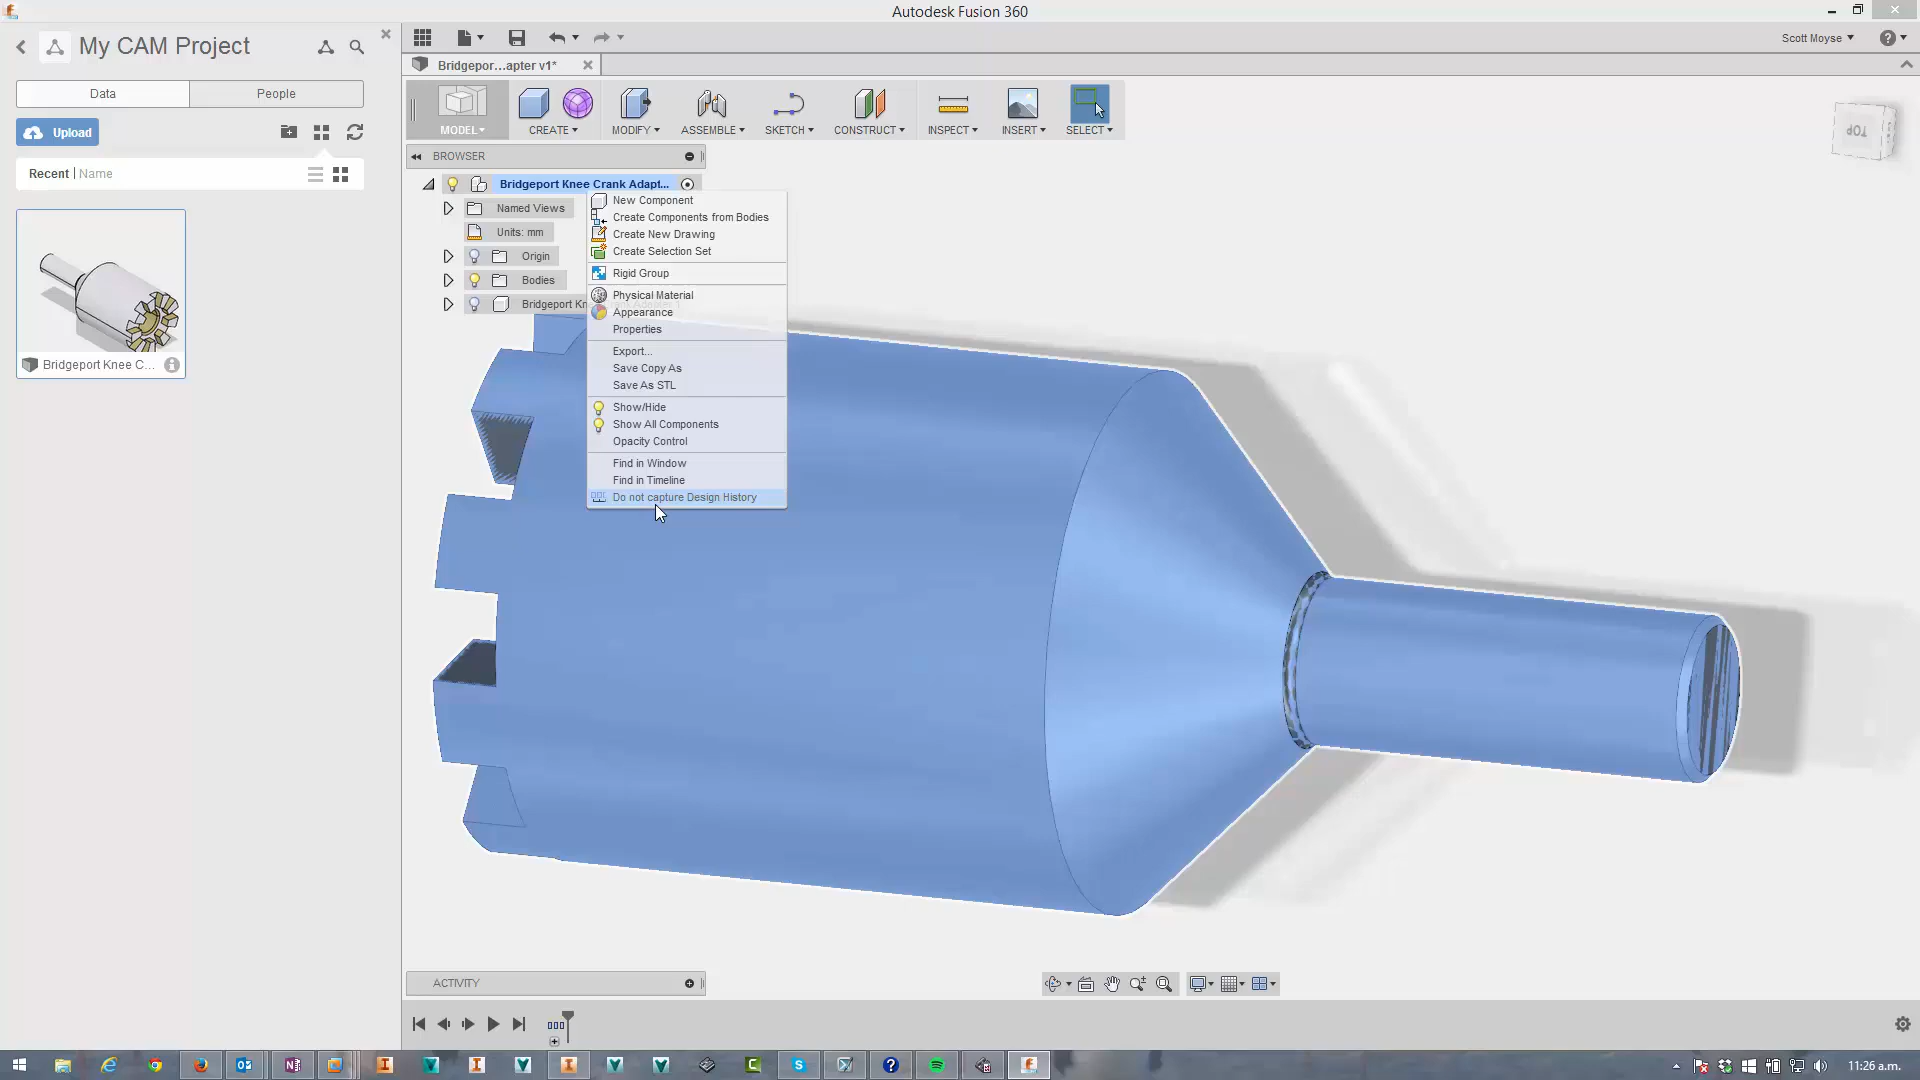 Autodesk Fusion 360
My CAM Project
Scott Moyse
Bridgepor...apter v1*
Data
People
Upload
Recent | Name
Bridgeport Knee C...
MODEL
CREATE
MODIFY
ASSEMBLE
SKETCH
CONSTRUCT
INSPECT
INSERT
SELECT
TOP
BROWSER
Bridgeport Knee Crank Adapt...
Named Views
Units: mm
Origin
Bodies
Bridgeport Kn
New Component
Create Components from Bodies
Create New Drawing
Create Selection Set
Rigid Group
Physical Material
Appearance
Properties
Export...
Save Copy As
Save As STL
Show/Hide
Show All Components
Opacity Control
Find in Window
Find in Timeline
Do not capture Design History
ACTIVITY
11:26 a.m.